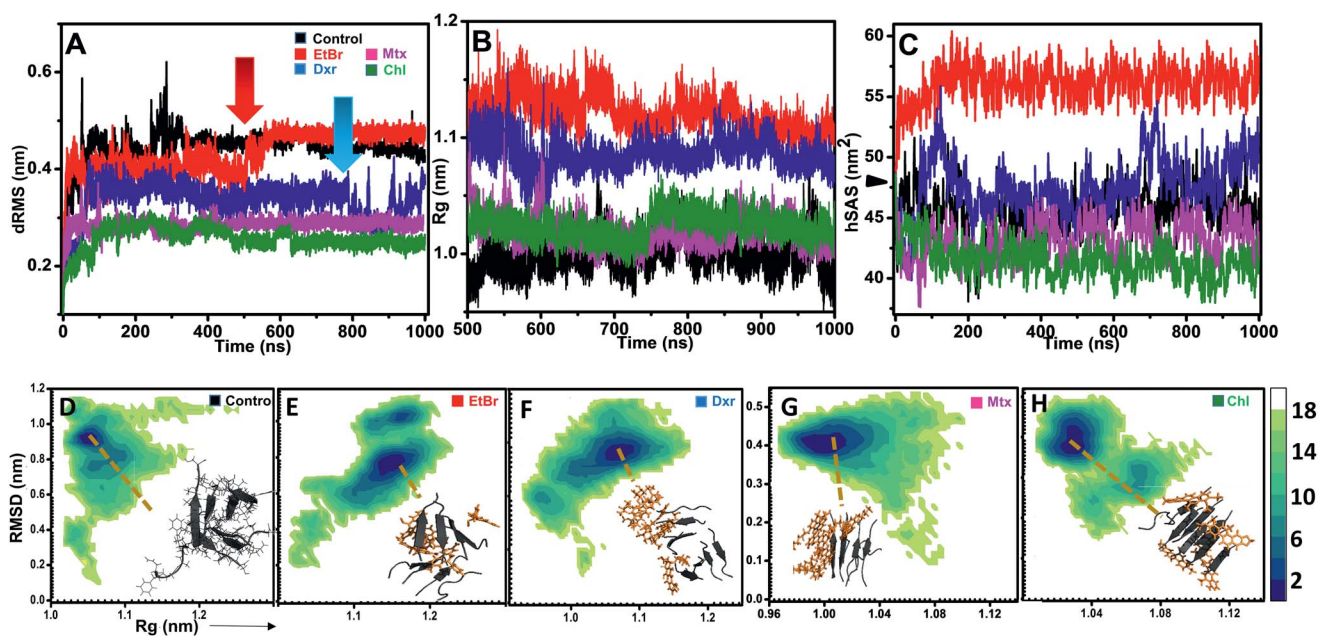 A
Control
EtBr
Mtx
Dxr
Chl
dRMS (nm)
0.6
0.4
0.2
0 200 400 600 800 1000
Time (ns)
B
Rg (nm)
1.2
1.1
1.0
500 600 700 800 900 1000
Time (ns)
C
hSAS (nm²)
60
55
50
45
40
0 200 400 600 800 1000
Time (ns)
D
Contro
RMSD (nm)
1.2
1.0
0.8
0.6
0.4
0.2
0.0
1.0 1.1 1.2
Rg (nm)
E
EtBr
1.1 1.2
F
Dxr
1.0 1.1 1.2
G
Mtx
0.5
0.4
0.3
0.2
0.1
0.0
0.96 1.00 1.04 1.12
H
Chl
1.04 1.08 1.12
18
14
10
6
2